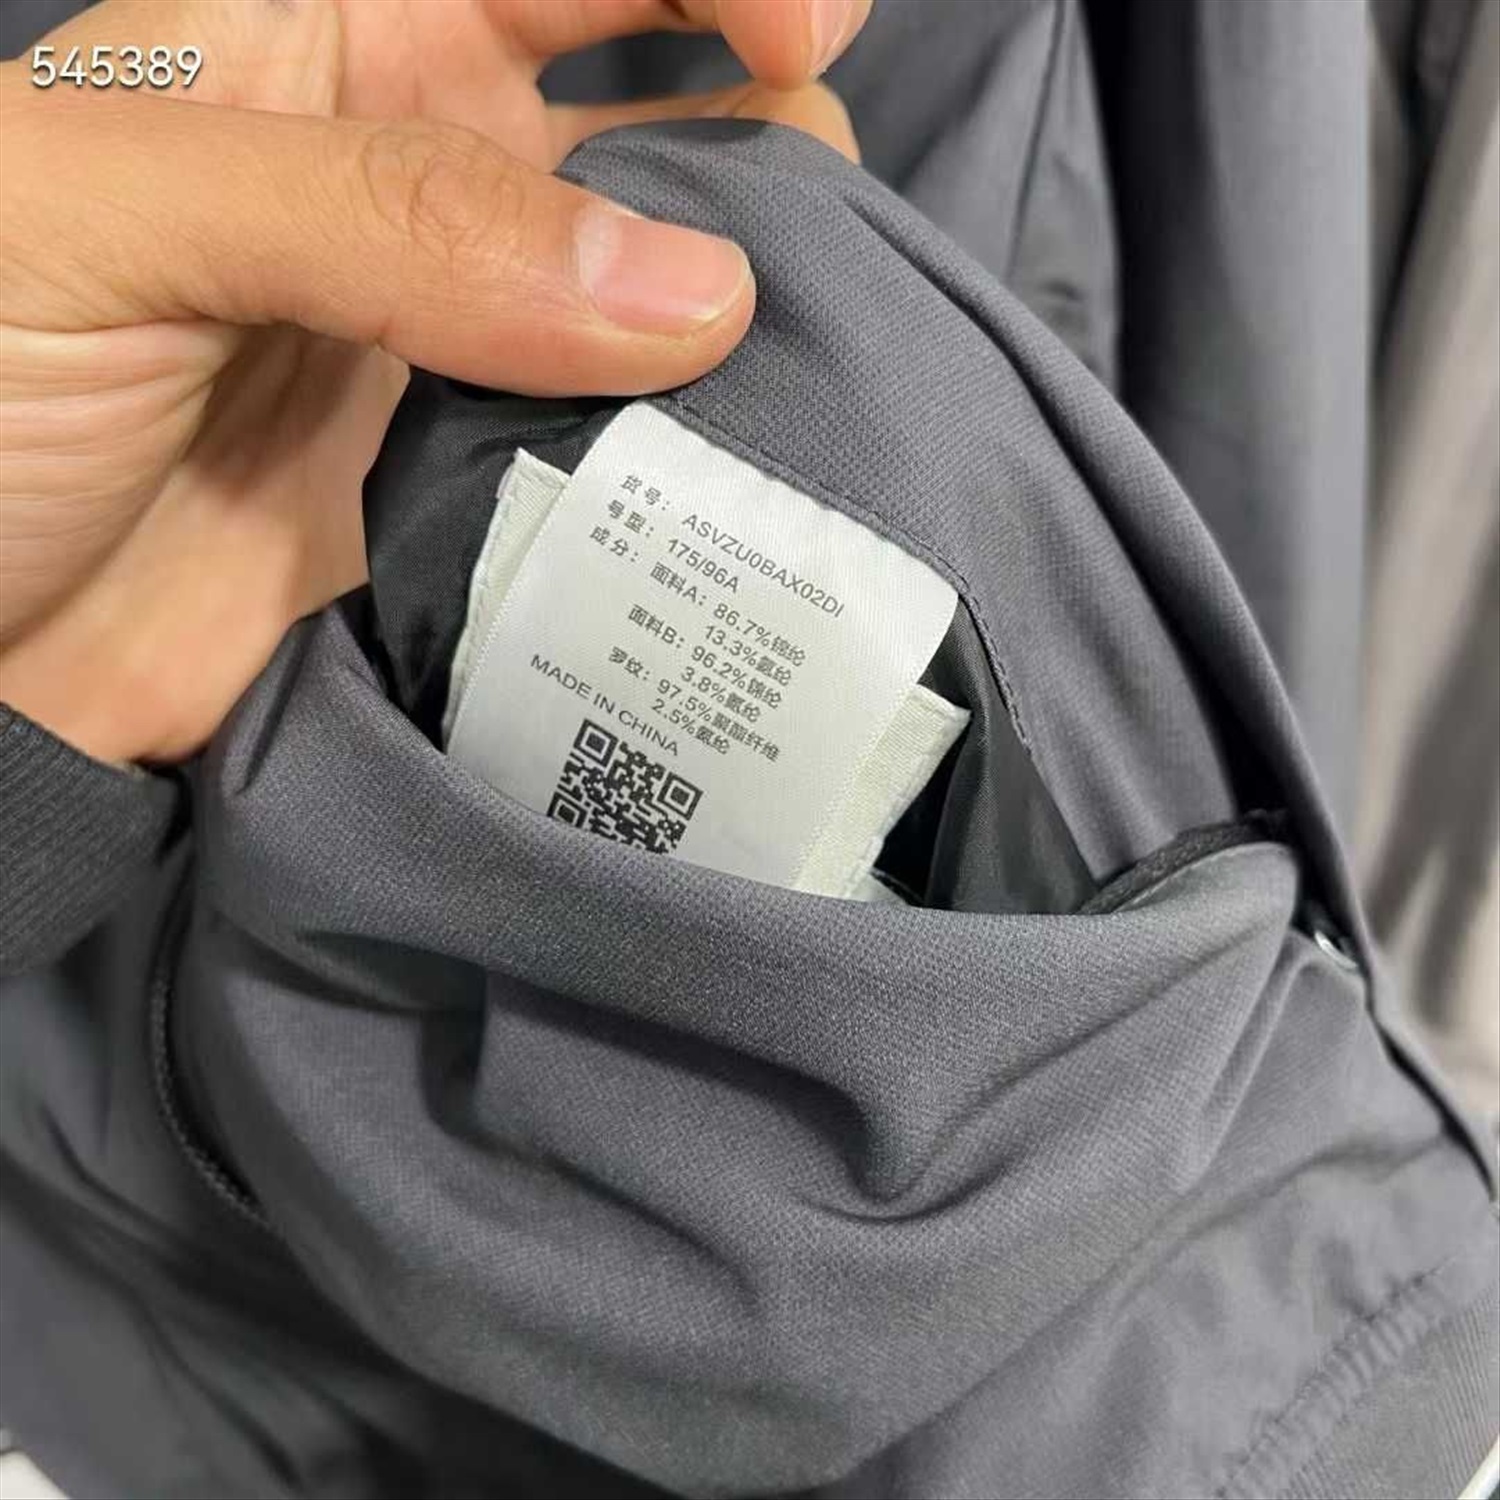 545389
货号：ASVZU0BAX02DI
号型：175/96A
成分：面料A：86.7%锦纶
13.3%氨纶
面料B：96.2%锦纶
3.8%氨纶
罗纹：97.5%聚酯纤维
2.5%氨纶
MADE IN CHINA